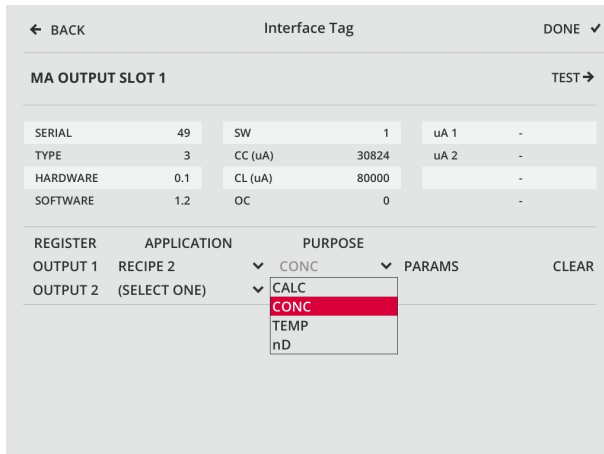 ← BACK Interface Tag DONE ✓
MA OUTPUT SLOT 1 TEST →
SERIAL 49 SW 1 uA 1 -
TYPE 3 CC (uA) 30824 uA 2 -
HARDWARE 0.1 CL (uA) 80000 -
SOFTWARE 1.2 OC 0 -
REGISTER APPLICATION PURPOSE
OUTPUT 1 RECIPE 2 CONC PARAMS CLEAR
OUTPUT 2 (SELECT ONE)
CALC
CONC
TEMP
nD